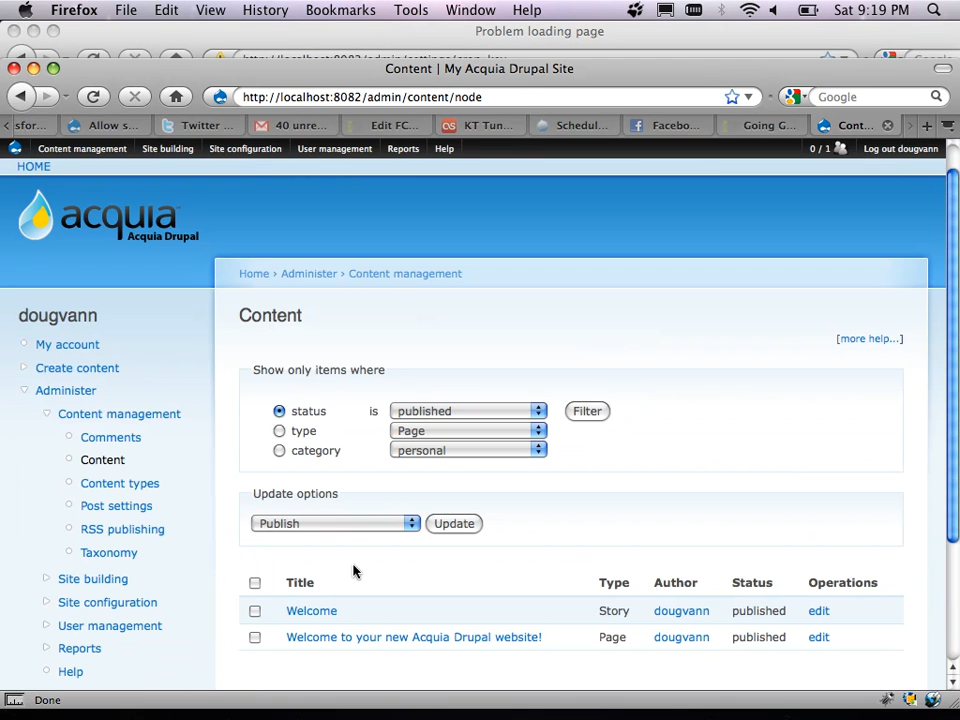 Firefox File Edit View History Bookmarks Tools Window Help Sat 9:19 PM
Problem loading page
Content | My Acquia Drupal Site
http://localhost:8082/admin/content/node Google
sfor... Allow s... Twitter ... 40 unre... Edit FC... KT Tun... Schedul... Facebo... Going G... Cont...
Content management Site building Site configuration User management Reports Help 0 / 1 Log out dougvann
HOME
acquia
Acquia Drupal
Home › Administer › Content management
dougvann
My account
Create content
Administer
Content management
Comments
Content
Content types
Post settings
RSS publishing
Taxonomy
Site building
Site configuration
User management
Reports
Help
Content
[more help...]
Show only items where
status is published Filter
type Page
category personal
Update options
Publish Update
Title Type Author Status Operations
Welcome Story dougvann published edit
Welcome to your new Acquia Drupal website! Page dougvann published edit
Done